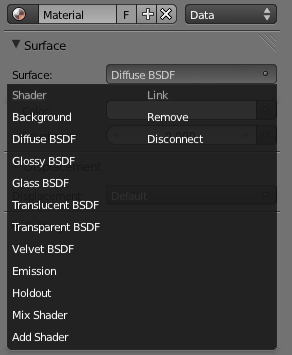 Material F Data
Surface
Surface: Diffuse BSDF
Shader Link
Background Remove
Diffuse BSDF Disconnect
Glossy BSDF
Glass BSDF
Translucent BSDF
Transparent BSDF
Velvet BSDF
Emission
Holdout
Mix Shader
Add Shader